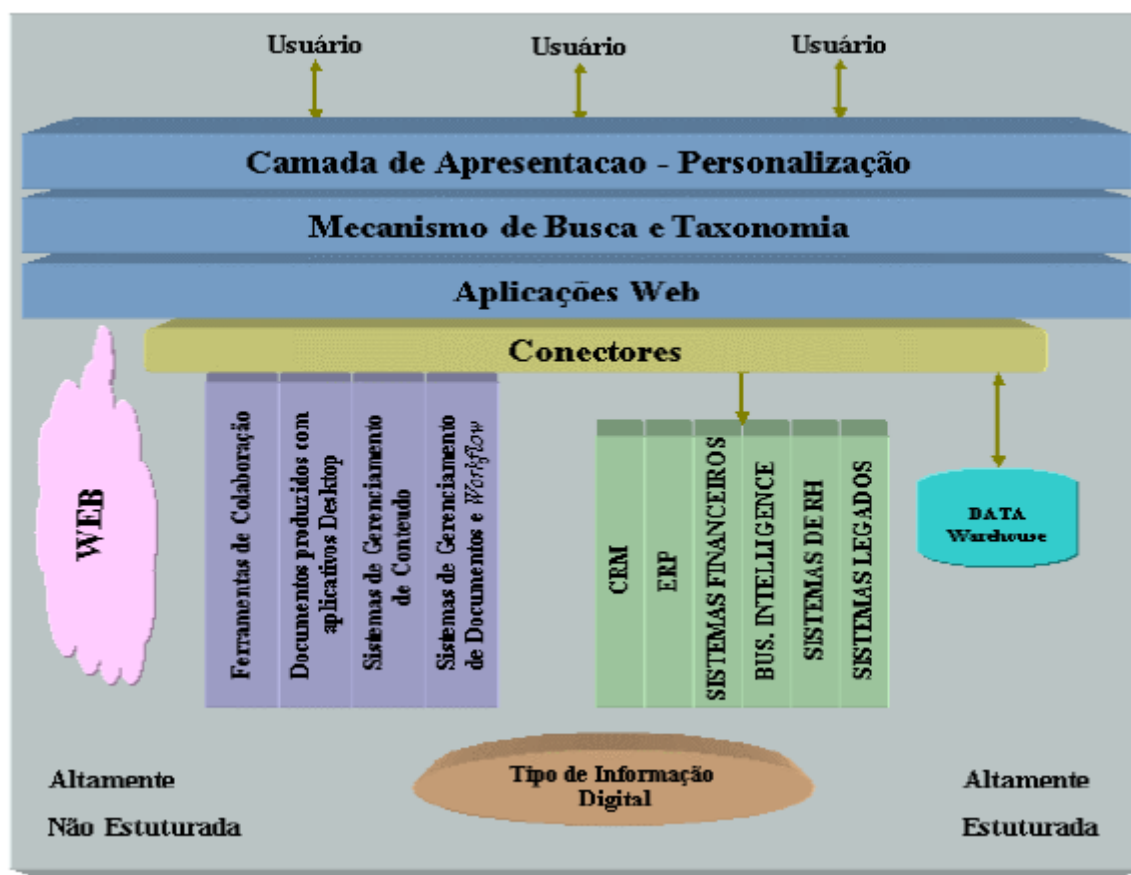 Usuário
Usuário
Usuário
Camada de Apresentacao - Personalização
Mecanismo de Busca e Taxonomia
Aplicações Web
Conectores
WEB
Ferramentas de Colaboração
Documentos produzidos com
aplicativos Desktop
Sistemas de Gerenciamento
de Conteudo
Sistemas de Gerenciamento
de Documentos e Workflow
CRM
ERP
SISTEMAS FINANCEIROS
BUS. INTELLIGENCE
SISTEMAS DE RH
SISTEMAS LEGADOS
DATA
Warehouse
Altamente
Não Estuturada
Tipo de Informação
Digital
Altamente
Estuturada